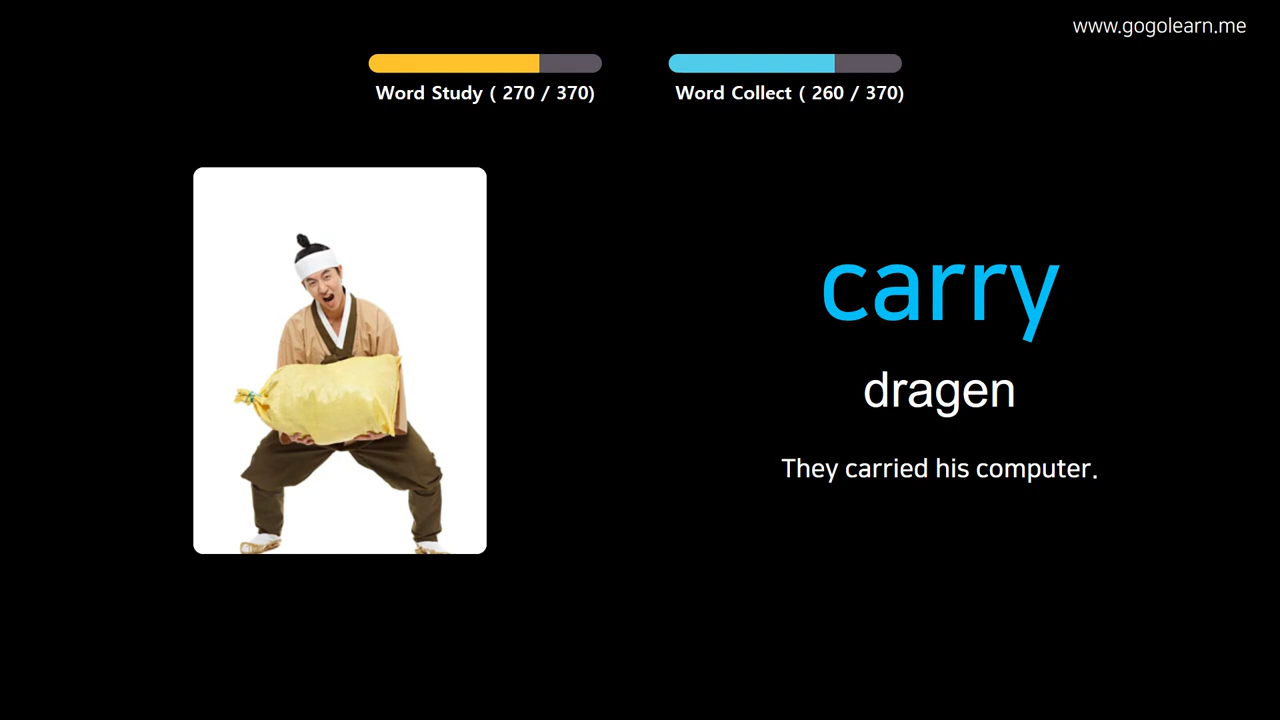 www.gogolearn.me
Word Study ( 270 / 370)
Word Collect ( 260 / 370)
carry
dragen
They carried his computer.